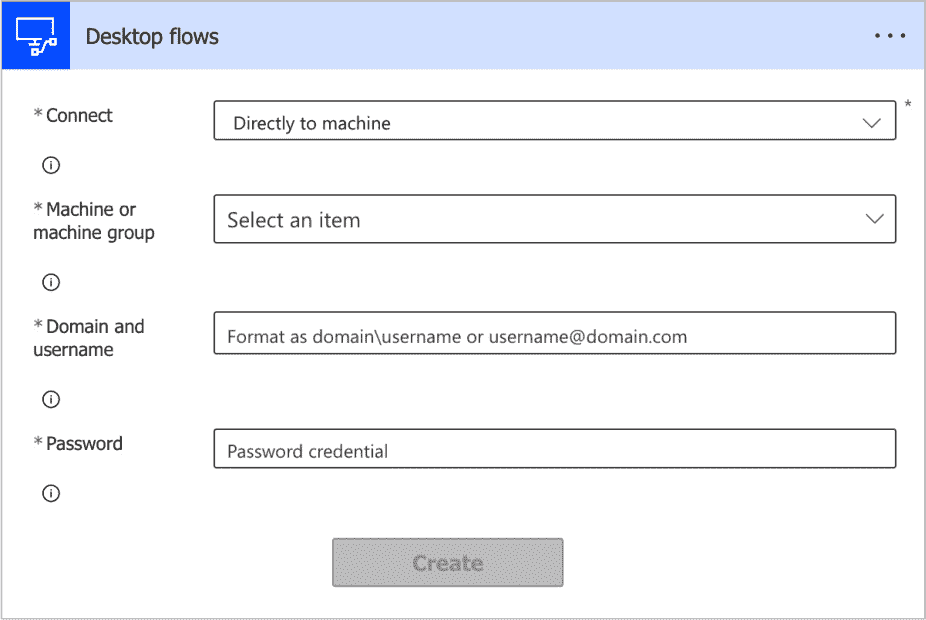 Desktop flows
* Connect
Directly to machine
*
* Machine or
machine group
Select an item
* Domain and
username
Format as domain\username or username@domain.com
* Password
Password credential
Create